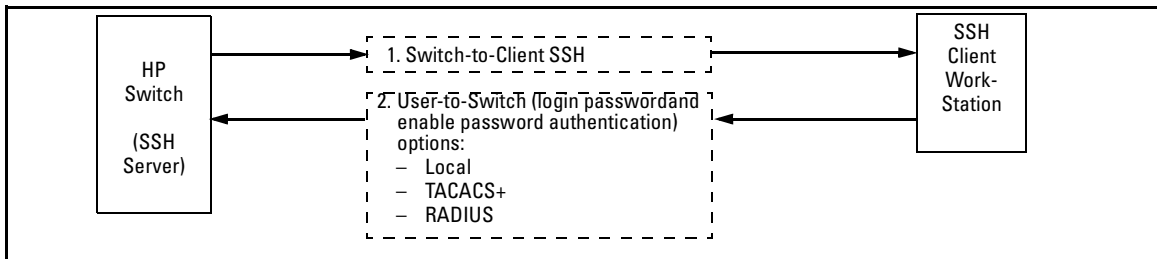 HP
Switch
(SSH
Server)
1. Switch-to-Client SSH
2. User-to-Switch (login passwordand
enable password authentication)
options:
– Local
– TACACS+
– RADIUS
SSH
Client
Work-
Station